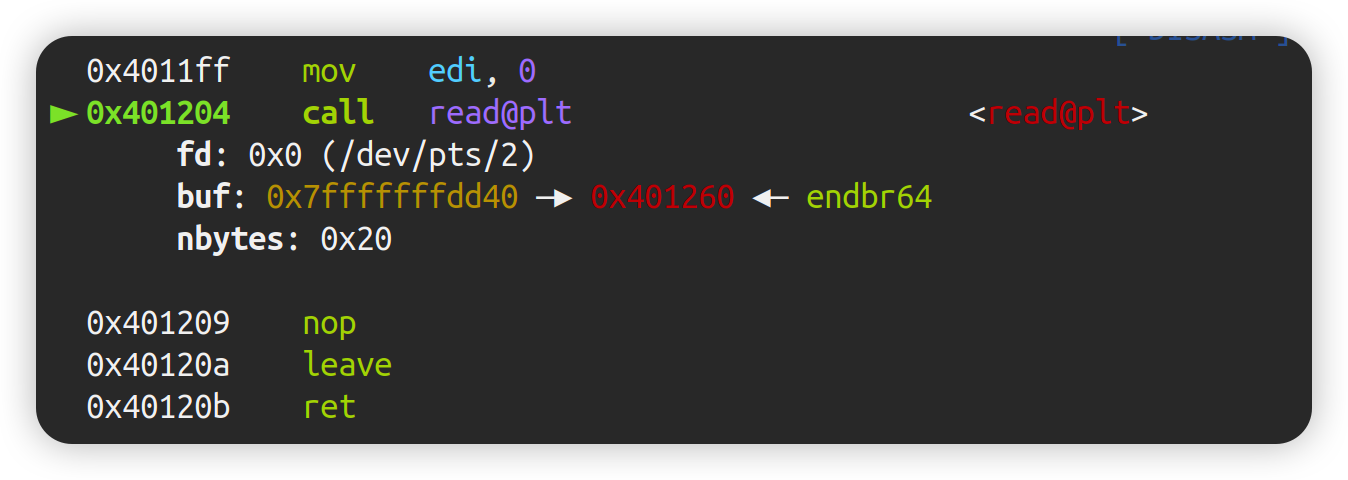 0x4011ff mov edi, 0
►0x401204 call read@plt <read@plt>
fd: 0x0 (/dev/pts/2)
buf: 0x7fffffffdd40 —▸ 0x401260 ◂— endbr64
nbytes: 0x20
0x401209 nop
0x40120a leave
0x40120b ret